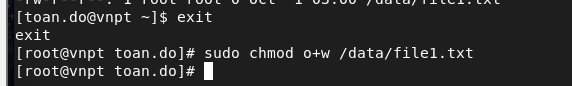 [toan.do@vnpt ~]$ exit
exit
[root@vnpt toan.do]# sudo chmod o+w /data/file1.txt
[root@vnpt toan.do]#